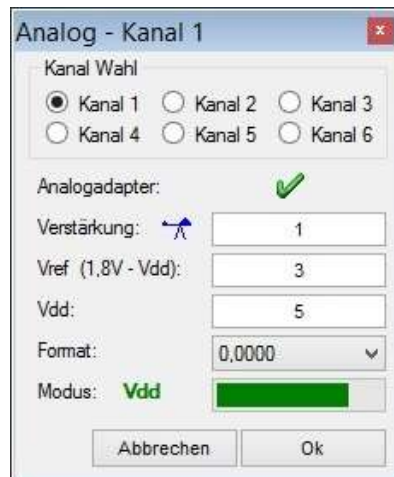 Analog - Kanal 1
x
Kanal Wahl
Kanal 1 Kanal 2 Kanal 3
Kanal 4 Kanal 5 Kanal 6
Analogadapter:
Verstärkung: 1
Vref (1,8V - Vdd): 3
Vdd: 5
Format: 0,0000
Modus: Vdd
Abbrechen Ok